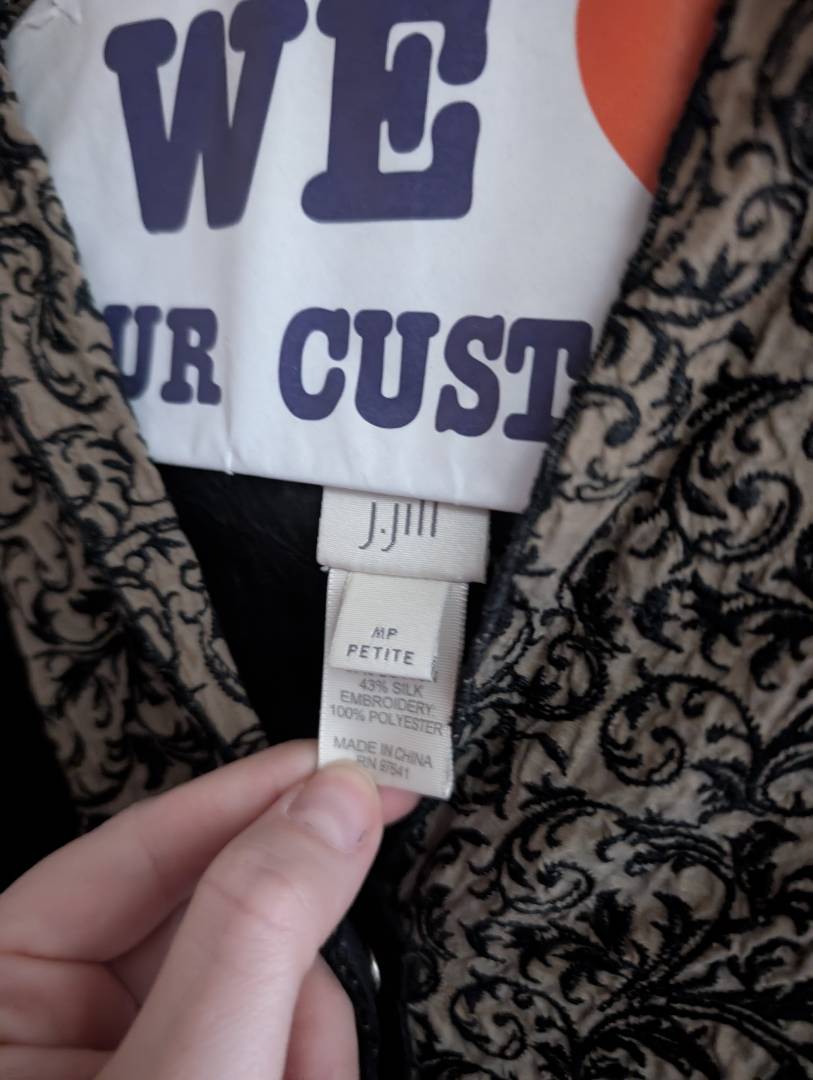 WE
UR CUST
J.Jill
MP
PETITE
43% SILK
EMBROIDERY:
100% POLYESTER
MADE IN CHINA
RN 97541